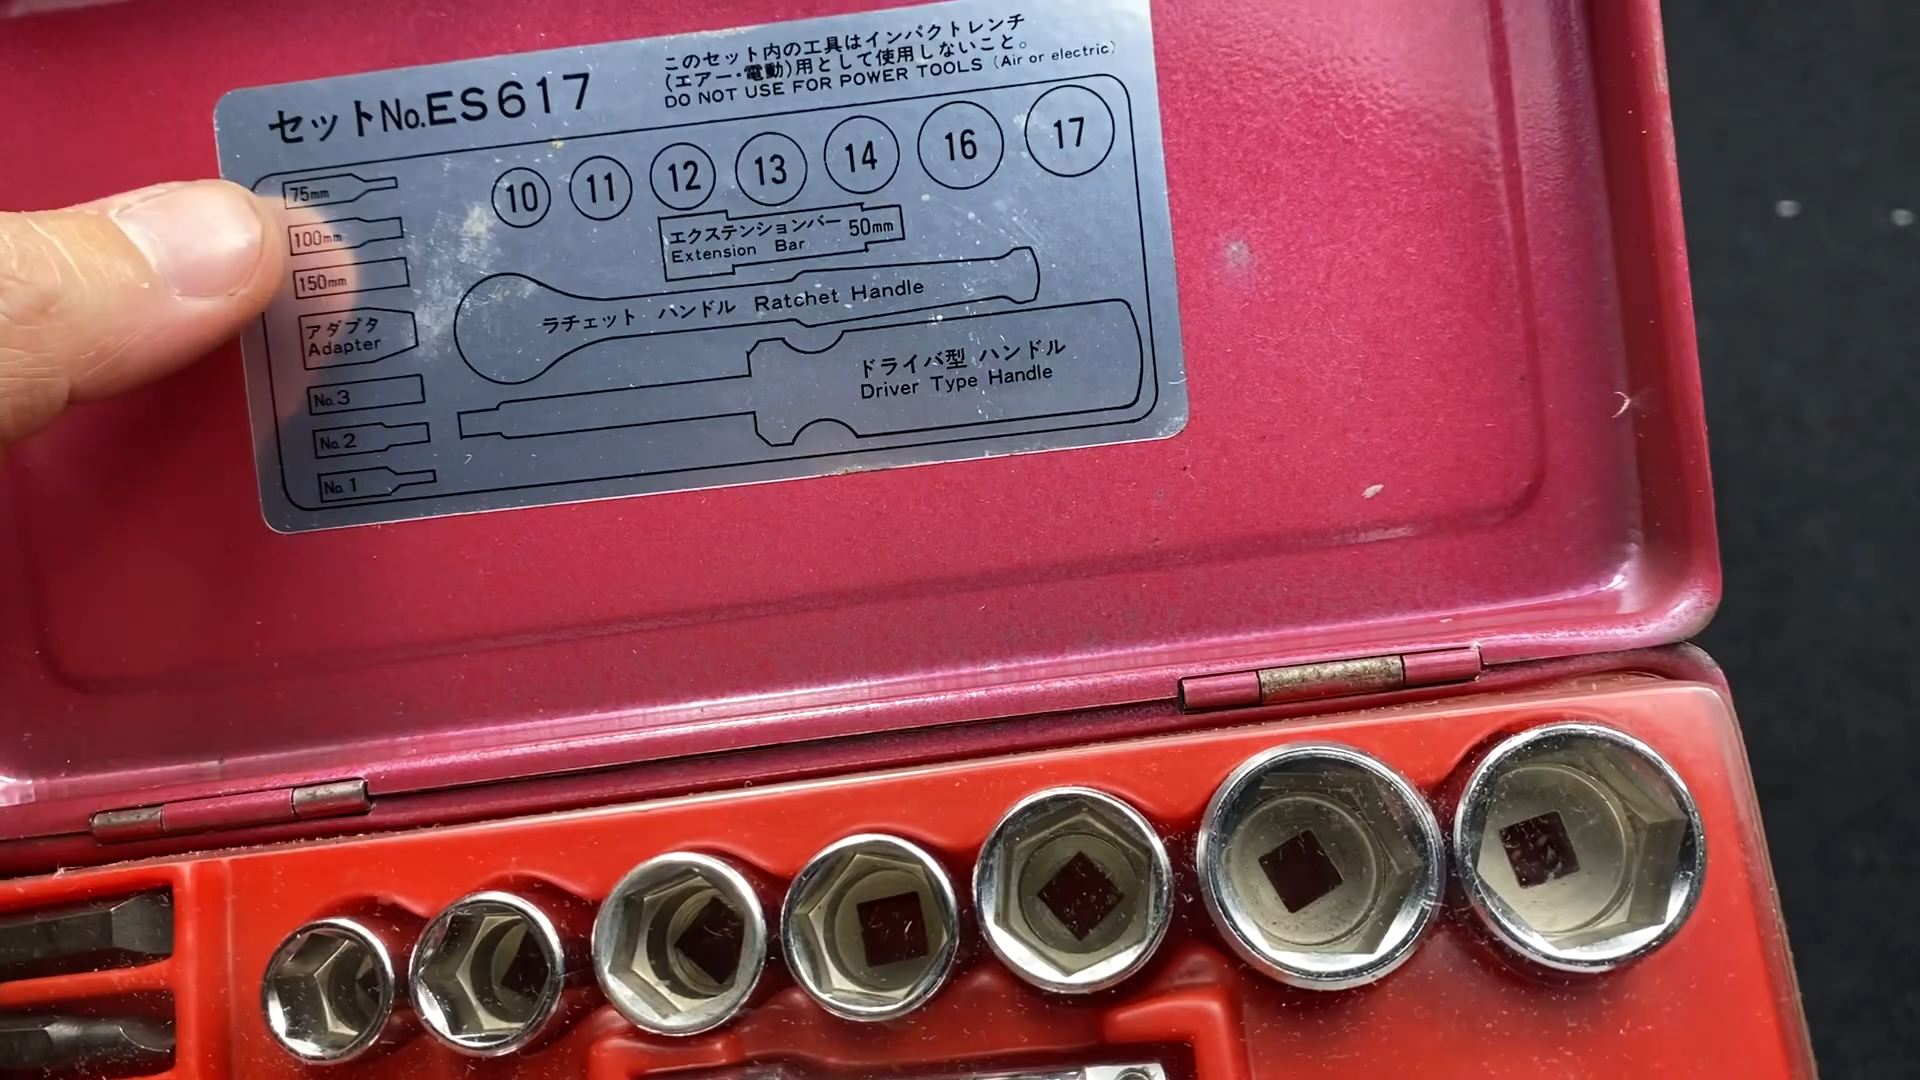 セットNo.ES617
このセット内の工具はインパクトレンチ
(エアー・電動)用として使用しないこと。
DO NOT USE FOR POWER TOOLS (Air or electric)
10 11 12 13 14 16 17
エクステンションバー 50mm
Extension Bar
ラチェット ハンドル Ratchet Handle
ドライバ型 ハンドル
Driver Type Handle
75mm
100mm
150mm
アダプタ
Adapter
No.3
No.2
No.1